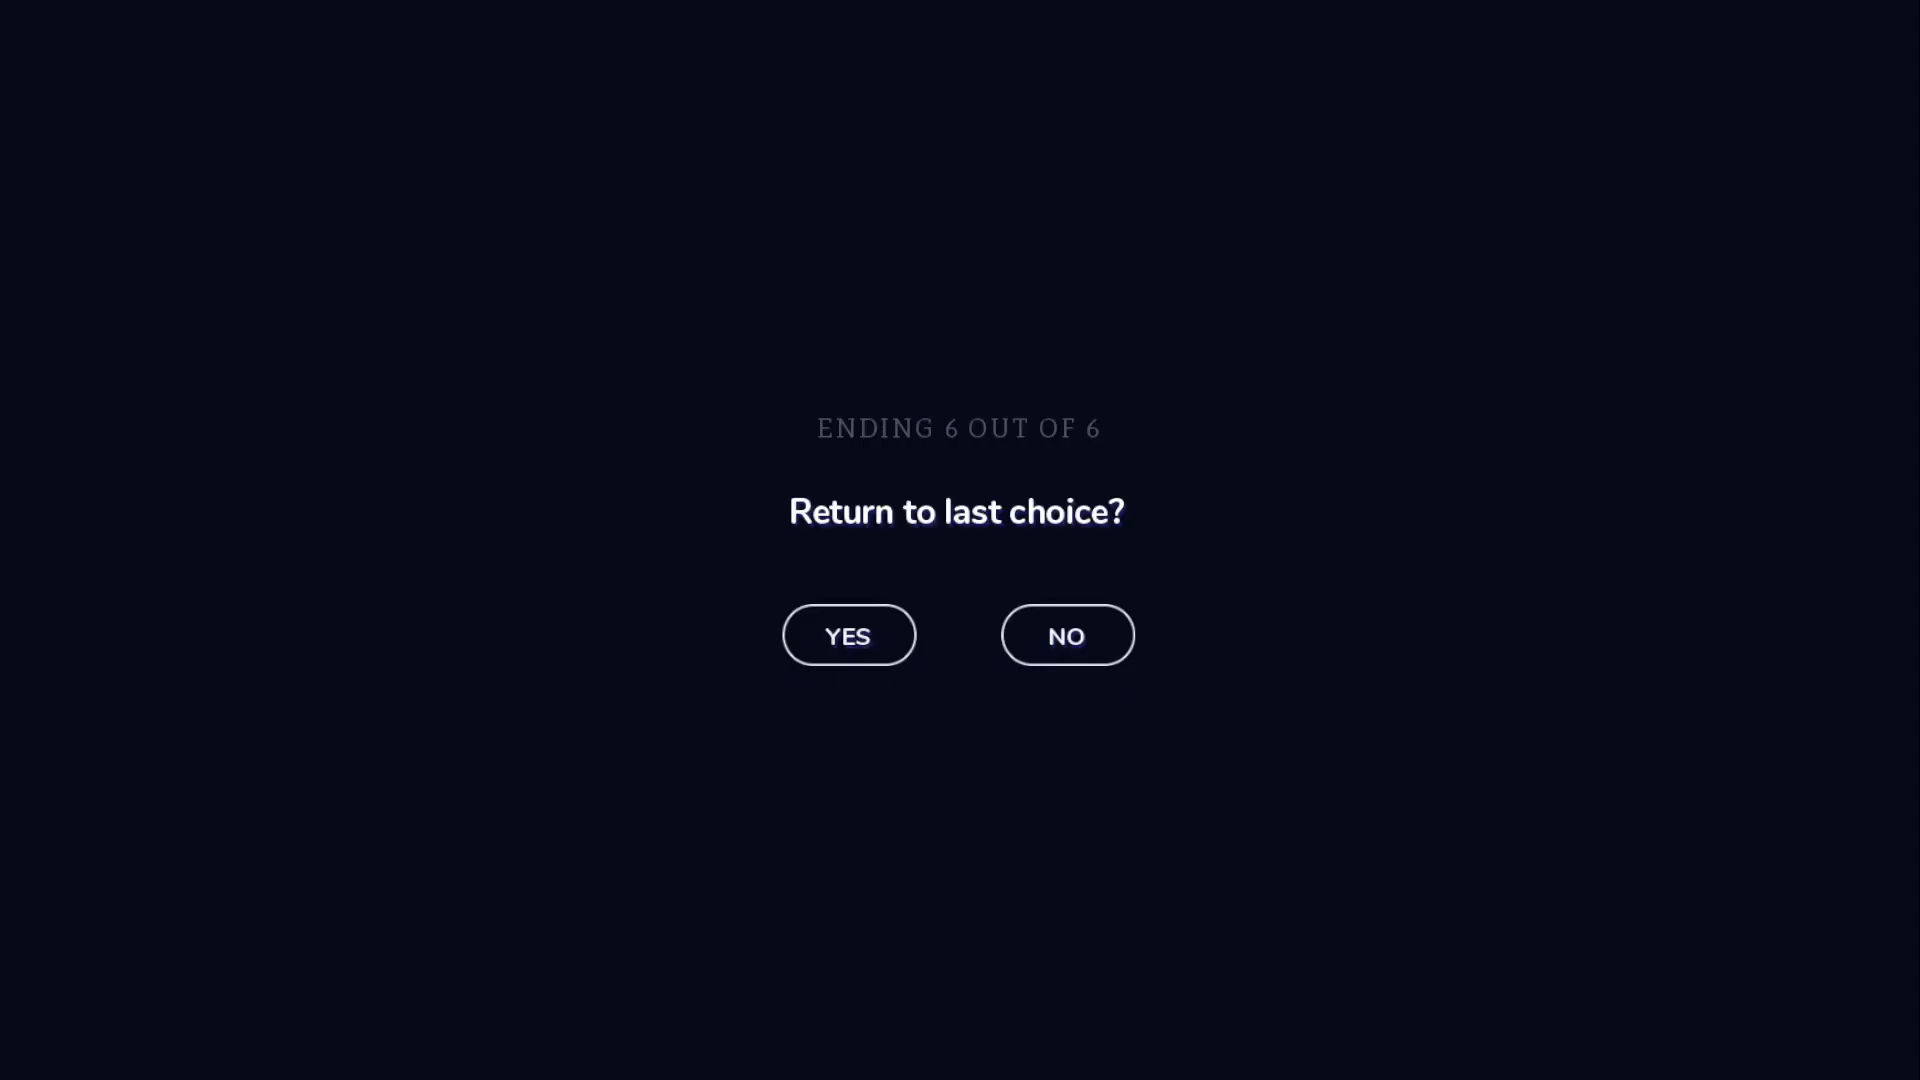 ENDING 6 OUT OF 6
Return to last choice?
YES NO